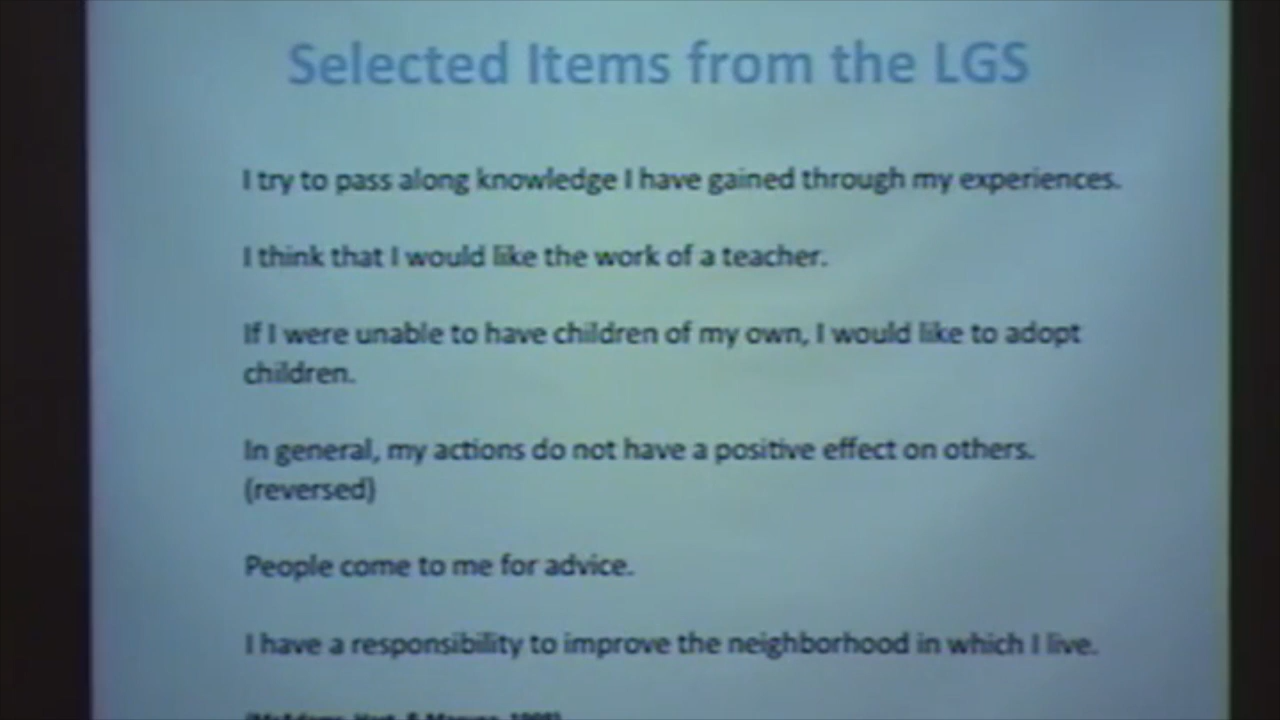 Selected Items from the LGS
I try to pass along knowledge I have gained through my experiences.
I think that I would like the work of a teacher.
If I were unable to have children of my own, I would like to adopt
children.
In general, my actions do not have a positive effect on others.
(reversed)
People come to me for advice.
I have a responsibility to improve the neighborhood in which I live.